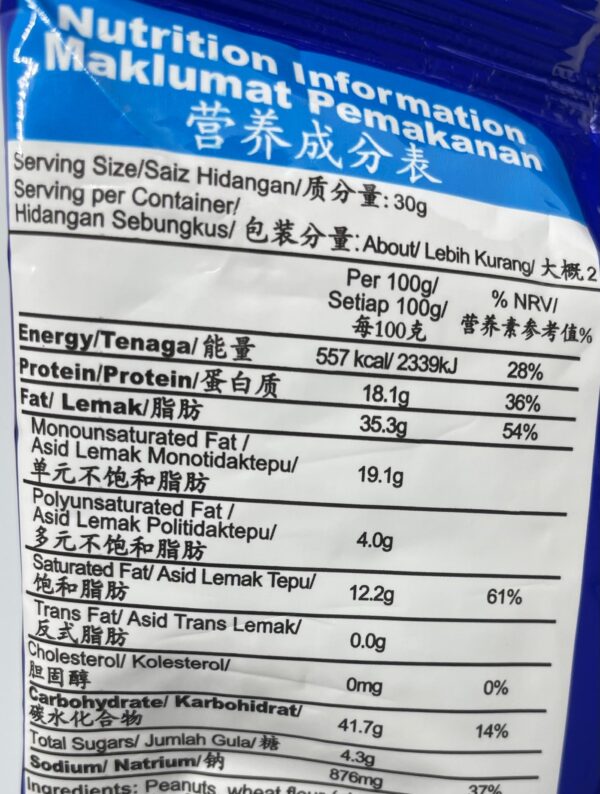 Nutrition Information
Maklumat Pemakanan
营养成分表
Serving Size/Saiz Hidangan/质分量: 30g
Serving per Container/
Hidangan Sebungkus/ 包装分量: About/ Lebih Kurang/ 大概 2
Per 100g/
Setiap 100g/
每100克
% NRV/
营养素参考值%
Energy/Tenaga/能量 557 kcal/ 2339kJ 28%
Protein/Protein/蛋白质 18.1g 36%
Fat/ Lemak/脂肪 35.3g 54%
Monounsaturated Fat /
Asid Lemak Monotidaktepu/
单元不饱和脂肪 19.1g
Polyunsaturated Fat /
Asid Lemak Politidaktepu/
多元不饱和脂肪 4.0g
Saturated Fat/ Asid Lemak Tepu/
饱和脂肪 12.2g 61%
Trans Fat/ Asid Trans Lemak/
反式脂肪 0.0g
Cholesterol/ Kolesterol/
胆固醇 0mg 0%
Carbohydrate/ Karbohidrat/
碳水化合物 41.7g 14%
Total Sugars/ Jumlah Gula/ 糖 4.3g
Sodium/ Natrium/ 钠 876mg 37%
Ingredients: Peanuts, wheat flour